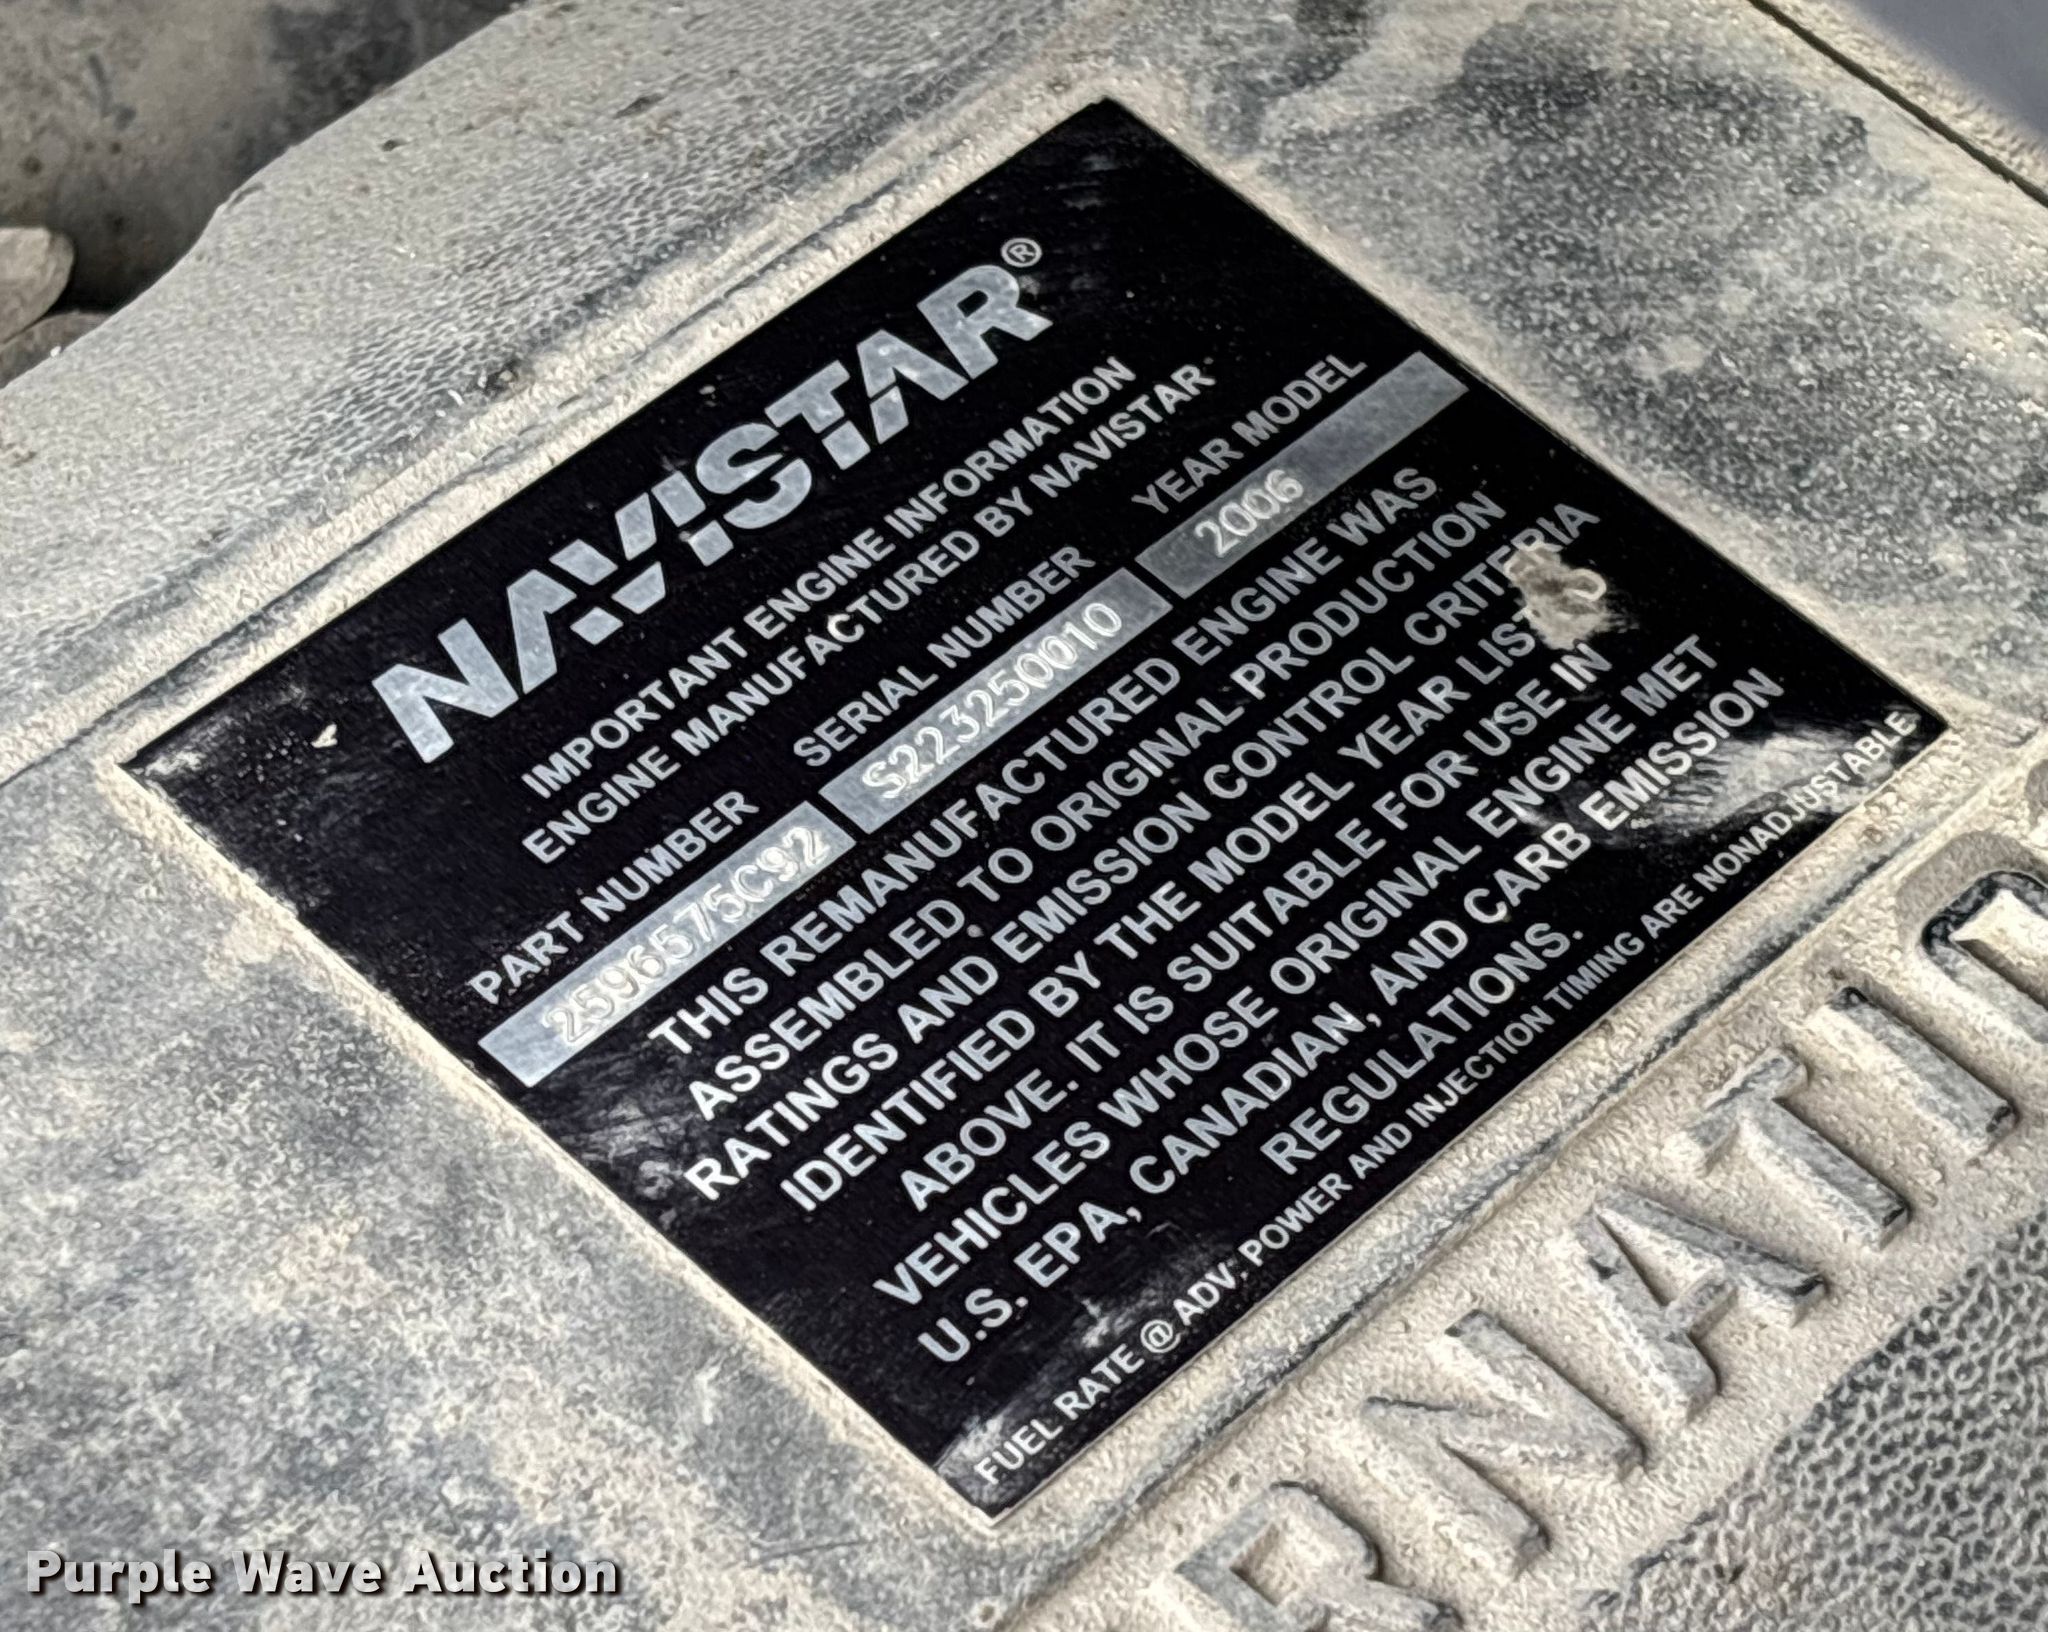 NAVISTAR®
IMPORTANT ENGINE INFORMATION
ENGINE MANUFACTURED BY NAVISTAR
PART NUMBER SERIAL NUMBER YEAR MODEL
2596575C92 S223250010 2006
THIS REMANUFACTURED ENGINE WAS
ASSEMBLED TO ORIGINAL PRODUCTION
RATINGS AND EMISSION CONTROL CRITERIA
IDENTIFIED BY THE MODEL YEAR
ABOVE. IT IS SUITABLE FOR USE IN
VEHICLES WHOSE ORIGINAL ENGINE MET
U.S. EPA, CANADIAN, AND CARB EMISSION
REGULATIONS.
FUEL RATE @ ADV. POWER AND INJECTION TIMING ARE NONADJUSTABLE
RNATIO
Purple Wave Auction